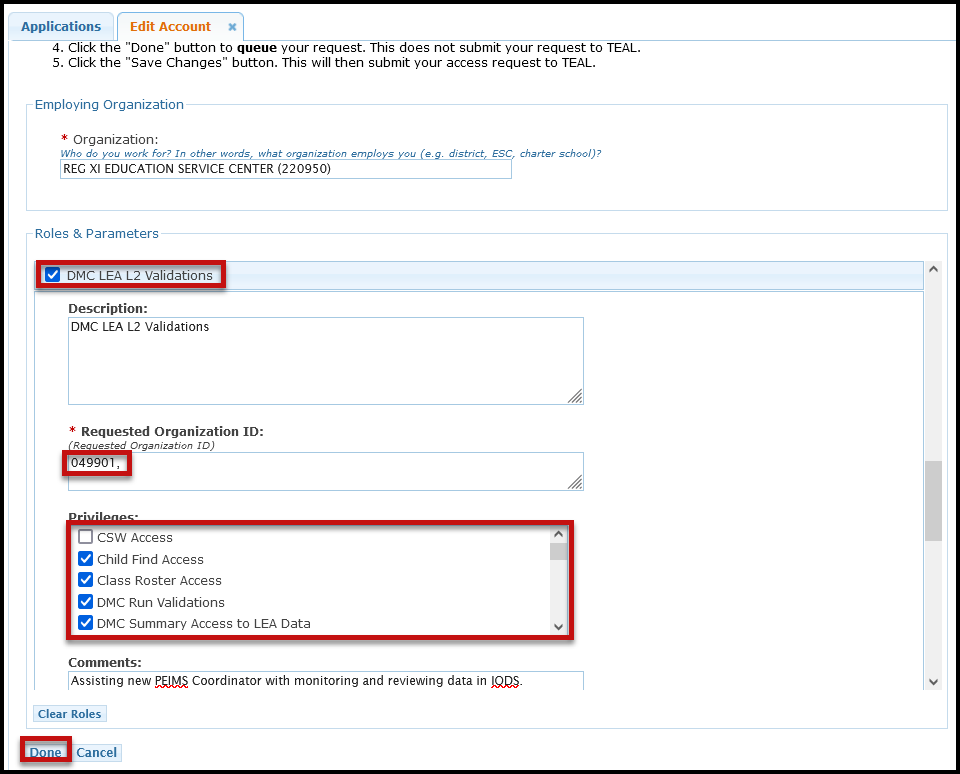 Applications
Edit Account ×
4. Click the "Done" button to queue your request. This does not submit your request to TEAL.
5. Click the "Save Changes" button. This will then submit your access request to TEAL.
Employing Organization
* Organization:
Who do you work for? In other words, what organization employs you (e.g. district, ESC, charter school)?
REG XI EDUCATION SERVICE CENTER (220950)
Roles & Parameters
DMC LEA L2 Validations
Description:
DMC LEA L2 Validations
* Requested Organization ID:
(Requested Organization ID)
049901,
Privileges:
CSW Access
Child Find Access
Class Roster Access
DMC Run Validations
DMC Summary Access to LEA Data
Comments:
Assisting new PEIMS Coordinator with monitoring and reviewing data in IODS.
Clear Roles
Done Cancel